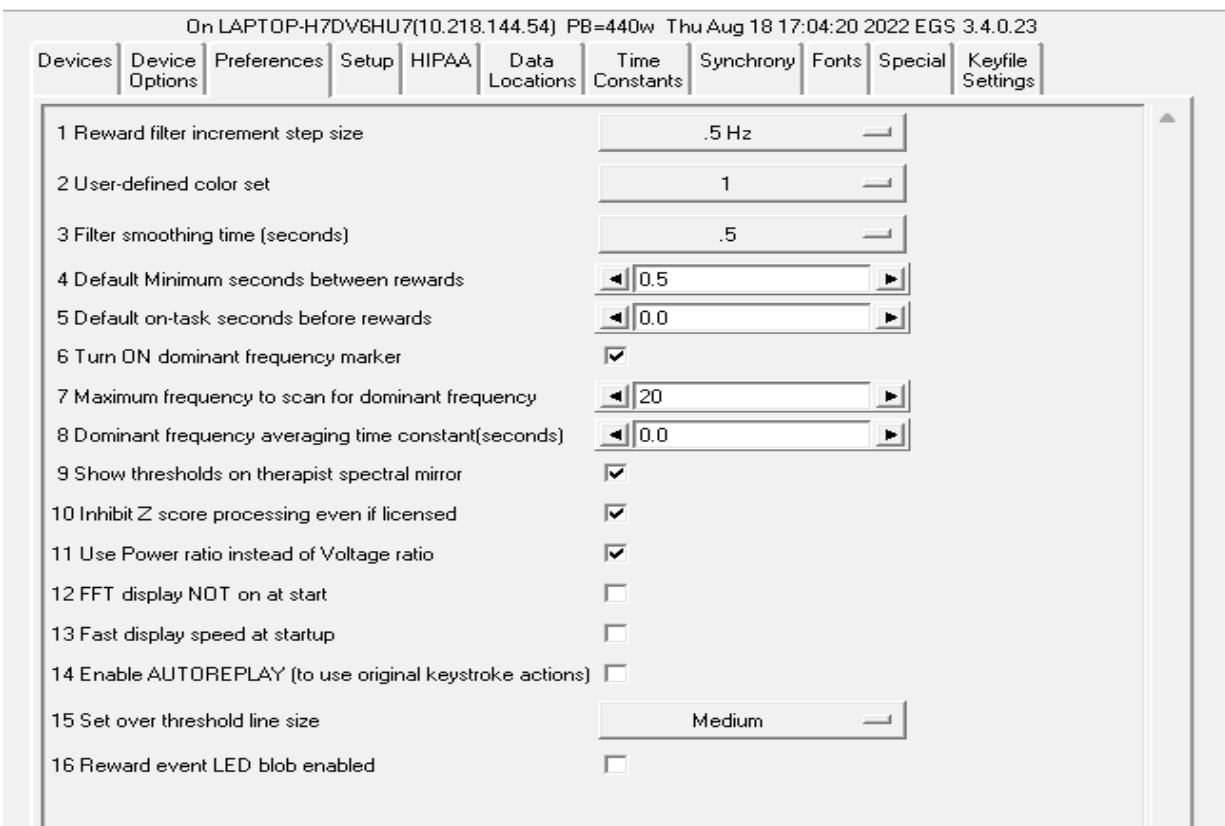 On LAPTOP-H7DV6HU7(10.218.144.54) PB=440w Thu Aug 18 17:04:20 2022 EGS 3.4.0.23
Devices Device Options Preferences Setup HIPAA Data Locations Time Constants Synchrony Fonts Special Keyfile Settings
1 Reward filter increment step size .5 Hz
2 User-defined color set 1
3 Filter smoothing time (seconds) .5
4 Default Minimum seconds between rewards 0.5
5 Default on-task seconds before rewards 0.0
6 Turn ON dominant frequency marker
7 Maximum frequency to scan for dominant frequency 20
8 Dominant frequency averaging time constant(seconds) 0.0
9 Show thresholds on therapist spectral mirror
10 Inhibit Z score processing even if licensed
11 Use Power ratio instead of Voltage ratio
12 FFT display NOT on at start
13 Fast display speed at startup
14 Enable AUTOREPLAY (to use original keystroke actions)
15 Set over threshold line size Medium
16 Reward event LED blob enabled